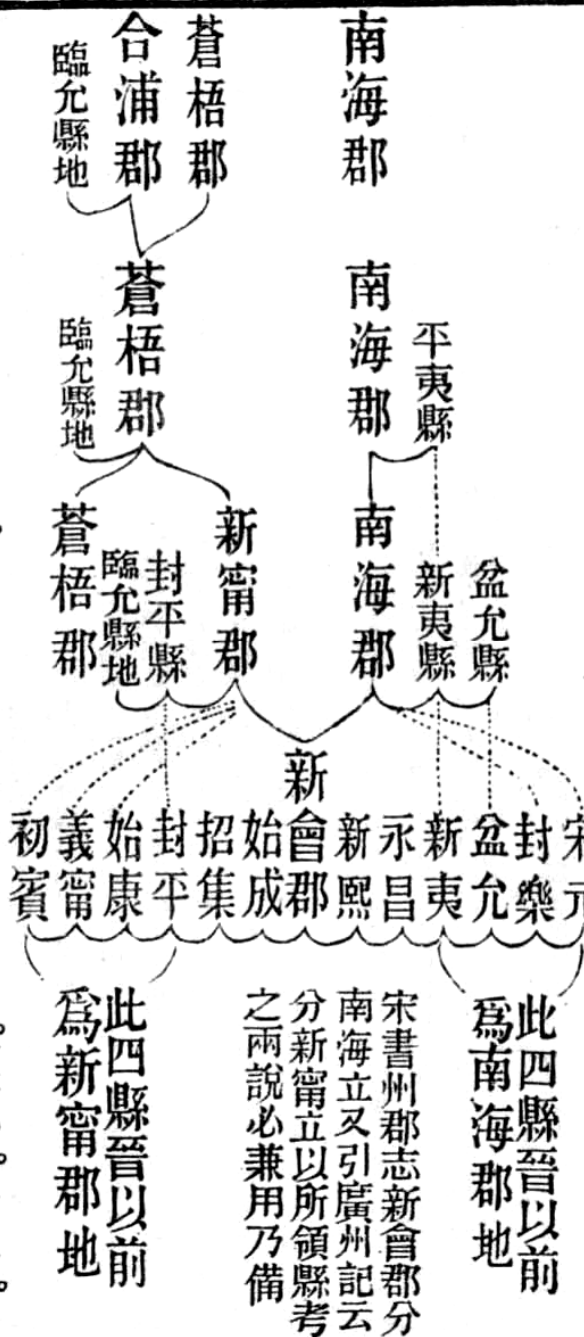 南海郡
蒼梧郡
合浦郡
臨允縣地
平夷縣
南海郡
蒼梧郡
臨允縣地
盆允縣
新夷縣
南海郡
新甯郡
封平縣
臨允縣地
蒼梧郡
宋元
封樂
盆允
新夷
永昌
新熙
新會郡
始成
招集
封平
始康
義甯
初賓
此四縣晉以前
爲南海郡地
宋書州郡志新會郡分
南海立又引廣州記云
分新甯立以所領縣考
之兩說必兼用乃備
此四縣晉以前
爲新甯郡地